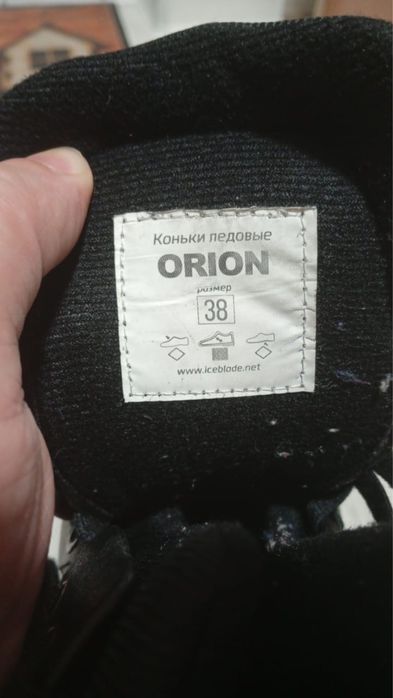 Коньки ледовые
ORION
размер
38
www.iceblade.net